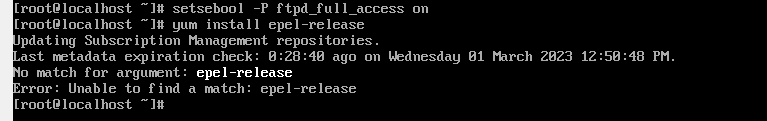 [root@localhost ~]# setsebool -P ftpd_full_access on
[root@localhost ~]# yum install epel-release
Updating Subscription Management repositories.
Last metadata expiration check: 0:28:40 ago on Wednesday 01 March 2023 12:50:48 PM.
No match for argument: epel-release
Error: Unable to find a match: epel-release
[root@localhost ~]#